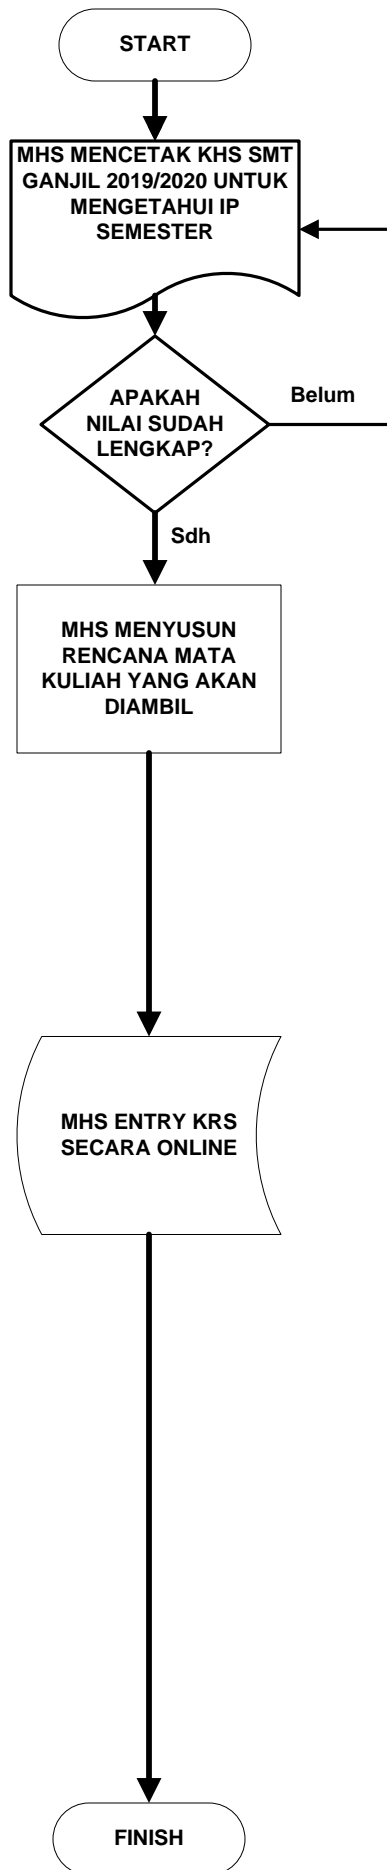 START
MHS MENCETAK KHS SMT
GANJIL 2019/2020 UNTUK
MENGETAHUI IP
SEMESTER
APAKAH
NILAI SUDAH
LENGKAP?
Belum
Sdh
MHS MENYUSUN
RENCANA MATA
KULIAH YANG AKAN
DIAMBIL
MHS ENTRY KRS
SECARA ONLINE
FINISH